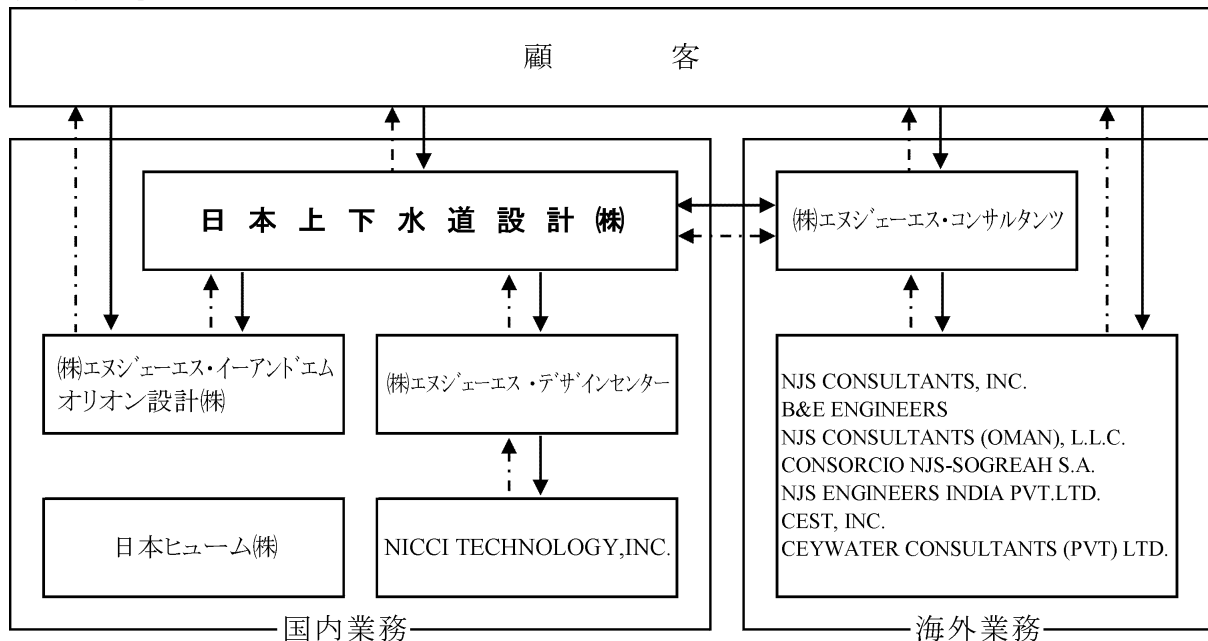 顧客
日本上下水道設計㈱
㈱エヌジェーエス・コンサルタンツ
㈱エヌジェーエス・イーアンドエム
オリオン設計㈱
㈱エヌジェーエス・デザインセンター
NJS CONSULTANTS, INC.
B&E ENGINEERS
NJS CONSULTANTS (OMAN), L.L.C.
CONSORCIO NJS-SOGREAH S.A.
NJS ENGINEERS INDIA PVT.LTD.
CEST, INC.
CEYWATER CONSULTANTS (PVT) LTD.
日本ヒューム㈱
NICCI TECHNOLOGY,INC.
国内業務
海外業務